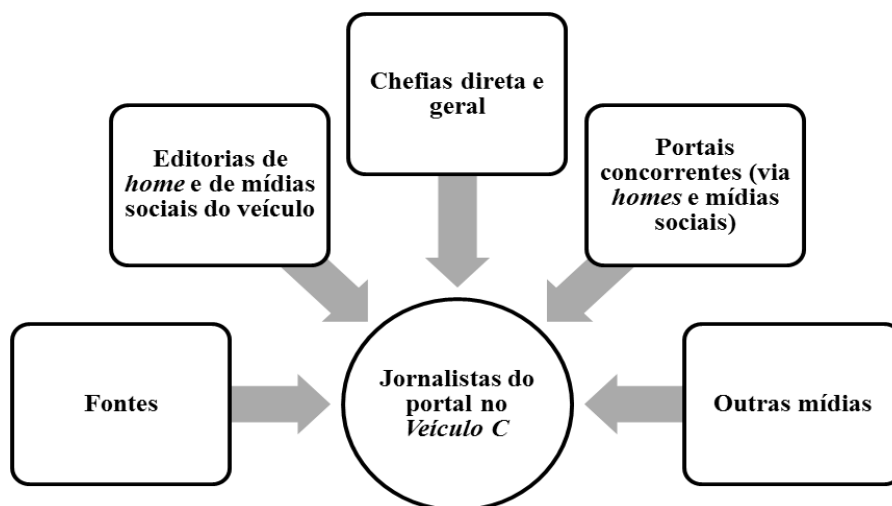 Chefias direta e
geral
Editorias de
home e de mídias
sociais do veículo
Portais
concorrentes (via
homes e mídias
sociais)
Fontes
Jornalistas do
portal no
Veículo C
Outras mídias